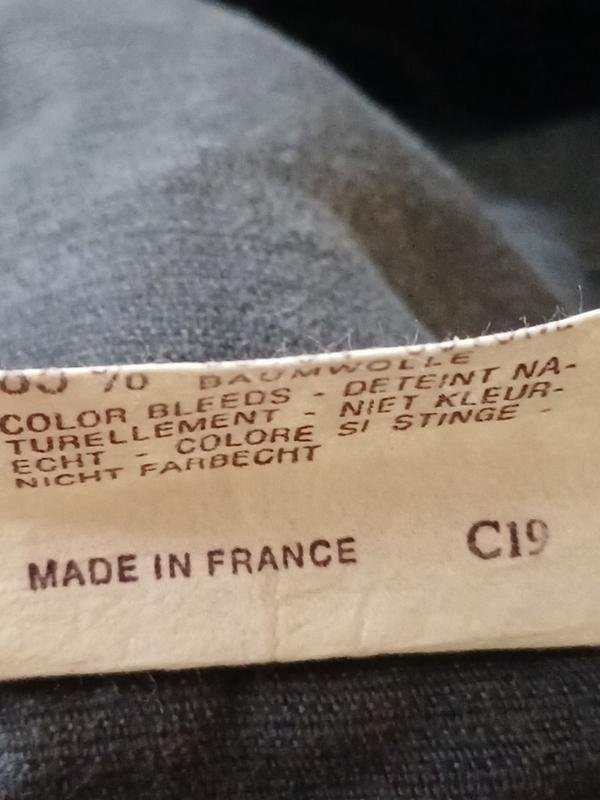 % BAUMWOLLE
COLOR BLEEDS - DETEINT NA-
TURELLEMENT - NIET KLEUR-
ECHT - COLORE SI STINGE -
NICHT FARBECHT
MADE IN FRANCE C19